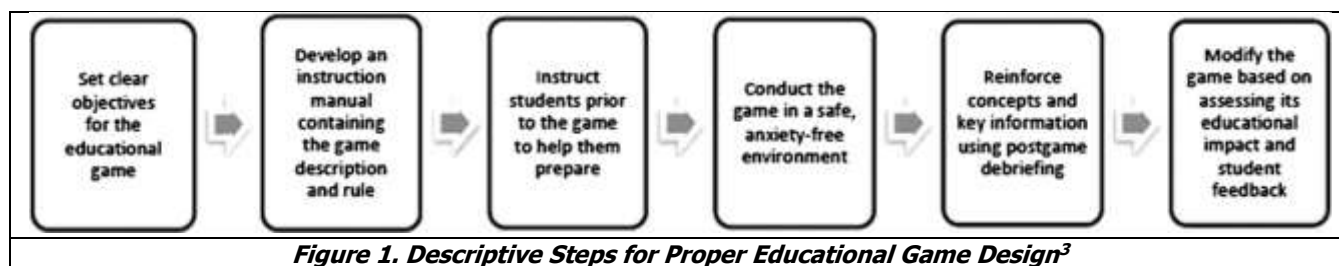 Set clear
objectives
for the
educational
game
Develop an
instruction
manual
containing
the game
description
and rule
Instruct
students prior
to the game
to help them
prepare
Conduct the
game in a safe,
anxiety-free
environment
Reinforce
concepts and
key information
using postgame
debriefing
Modify the
game based on
assessing its
educational
impact and
student
feedback
Figure 1. Descriptive Steps for Proper Educational Game Design³